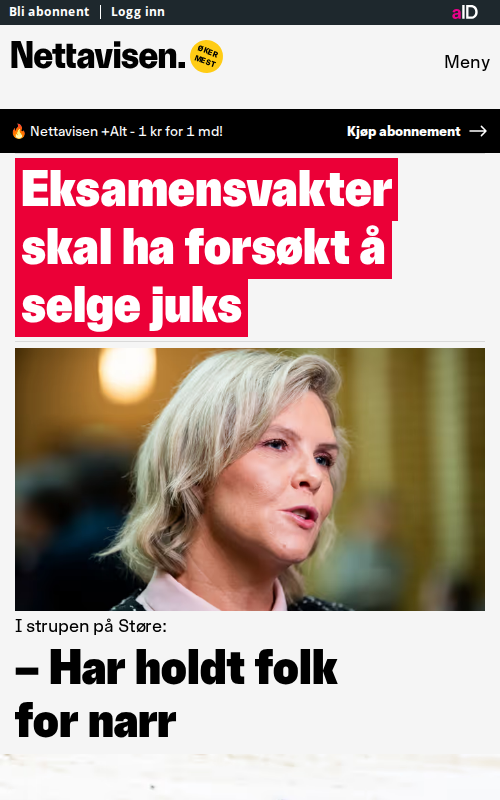 Bli abonnent | Logg inn
aID
Nettavisen.
ØKER
MEST
Meny
🔥 Nettavisen +Alt - 1 kr for 1 md!
Kjøp abonnement →
Eksamensvakter
skal ha forsøkt å
selge juks
I strupen på Støre:
– Har holdt folk
for narr